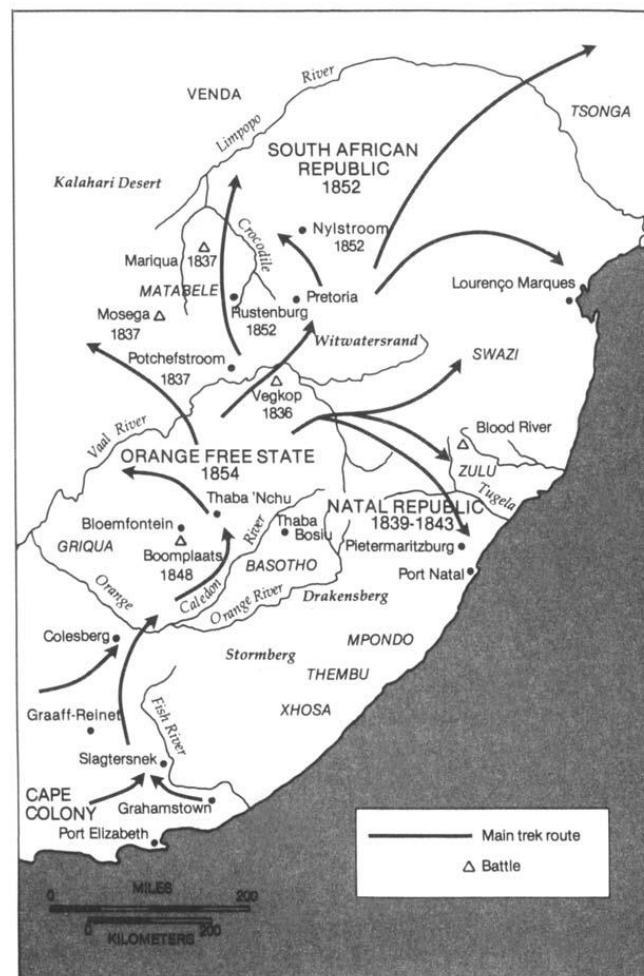 River
VENDA
TSONGA
Limpopo
SOUTH AFRICAN
REPUBLIC
1852
Kalahari Desert
Nylstroom
1852
Crocodile
Mariqua 1837
MATABELE
Pretoria
Lourenço Marques
Rustenburg
1852
Mosega
1837
Witwatersrand
Potchefstroom
1837
SWAZI
Vegkop
1836
Vaal River
Blood River
ORANGE FREE STATE
1854
ZULU
Tugela
Thaba 'Nchu
NATAL REPUBLIC
1839-1843
Bloemfontein
River
Thaba
Bosiu
GRIQUA
Boomplaats
1848
Pietermaritzburg
BASOTHO
Port Natal
Orange
Caledon
Orange River
Drakensberg
Colesberg
MPONDO
Stormberg
THEMBU
XHOSA
Graaff-Reinet
Fish River
Slagtersnek
CAPE
COLONY
Grahamstown
Port Elizabeth
Main trek route
Battle
MILES
0 200
0 200
KILOMETERS